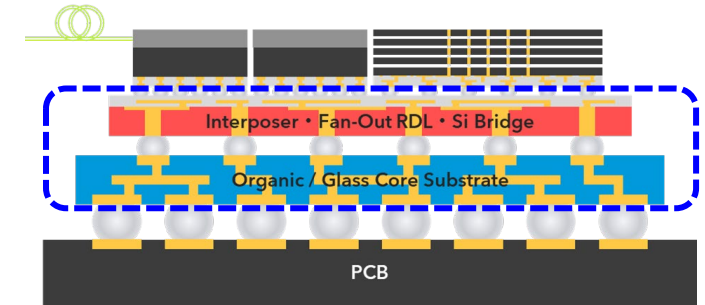 Interposer・Fan-Out RDL・Si Bridge
Organic / Glass Core Substrate
PCB